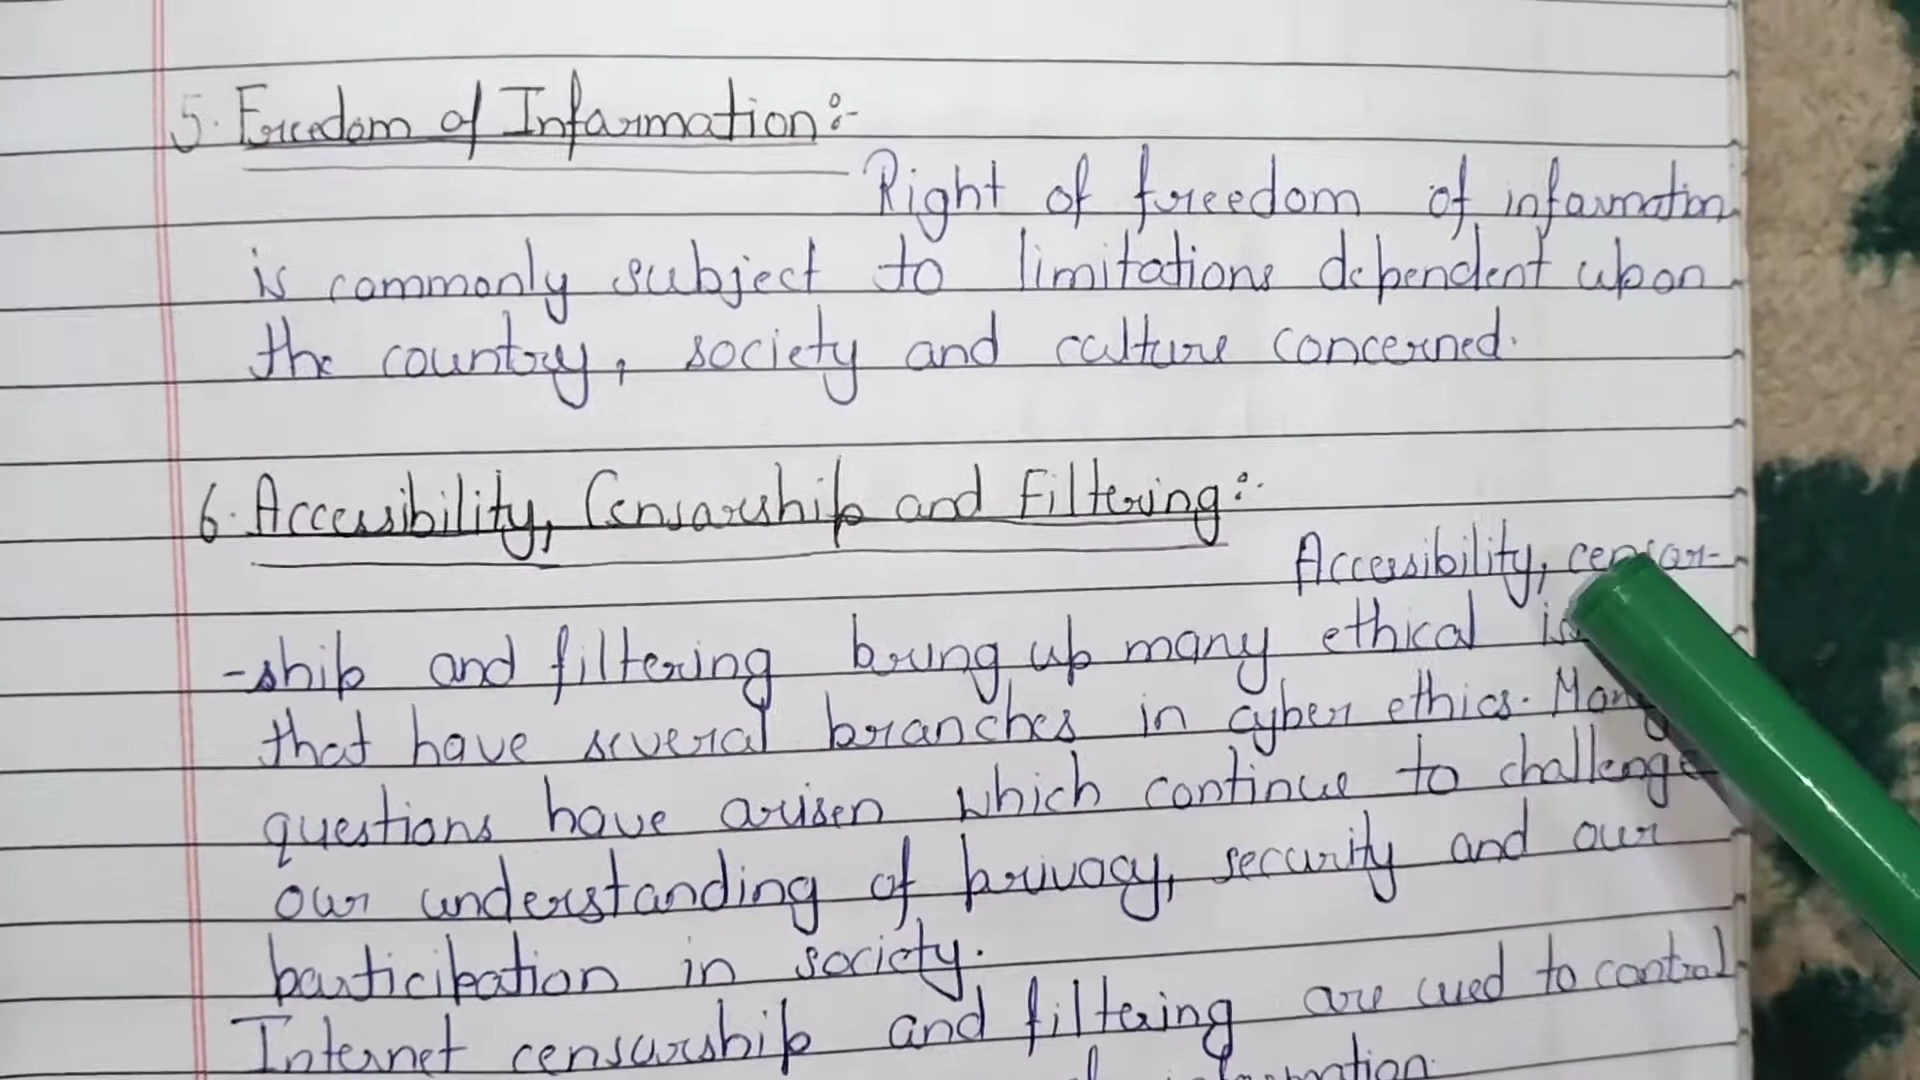 5. Freedom of Information:-
Right of freedom of information
is commonly subject to limitations dependent upon
the country, society and culture concerned.
6. Accessibility, Censorship and Filtering:-
Accessibility, censor-
-ship and filtering bring up many ethical
that have several branches in cyber ethics. Many
questions have arisen which continue to challenge
our understanding of privacy, security and our
participation in society.
Internet censorship and filtering are used to control